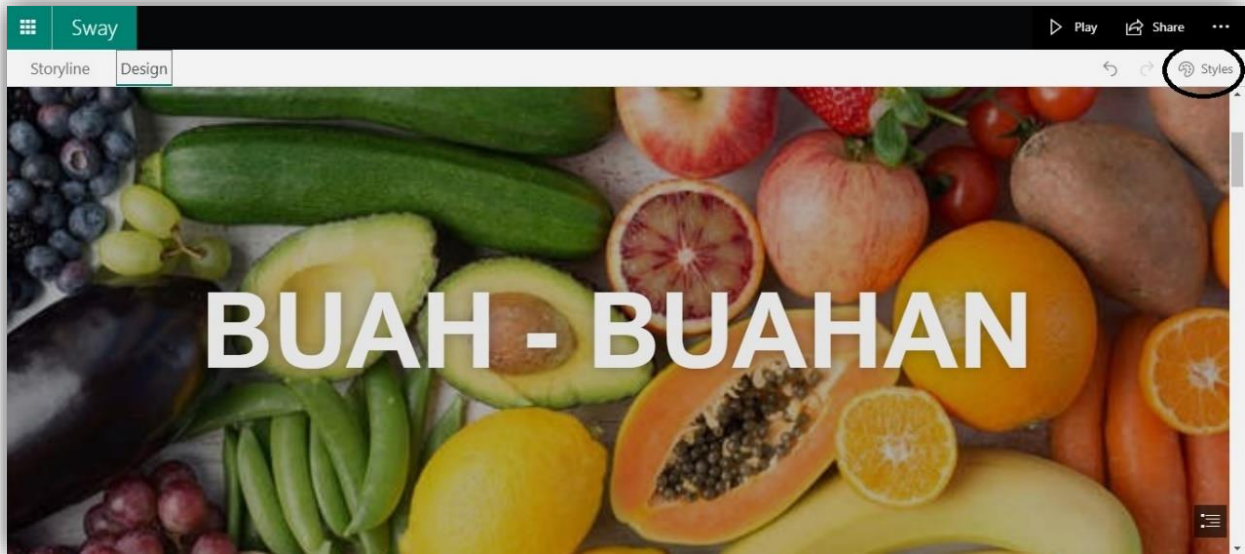 Sway
Play Share ...
Storyline Design
Styles
BUAH - BUAHAN